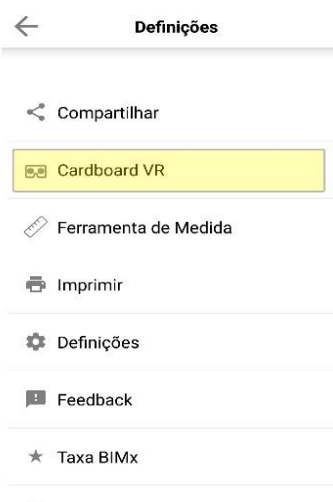 Definições
Compartilhar
Cardboard VR
Ferramenta de Medida
Imprimir
Definições
Feedback
Taxa BIMx